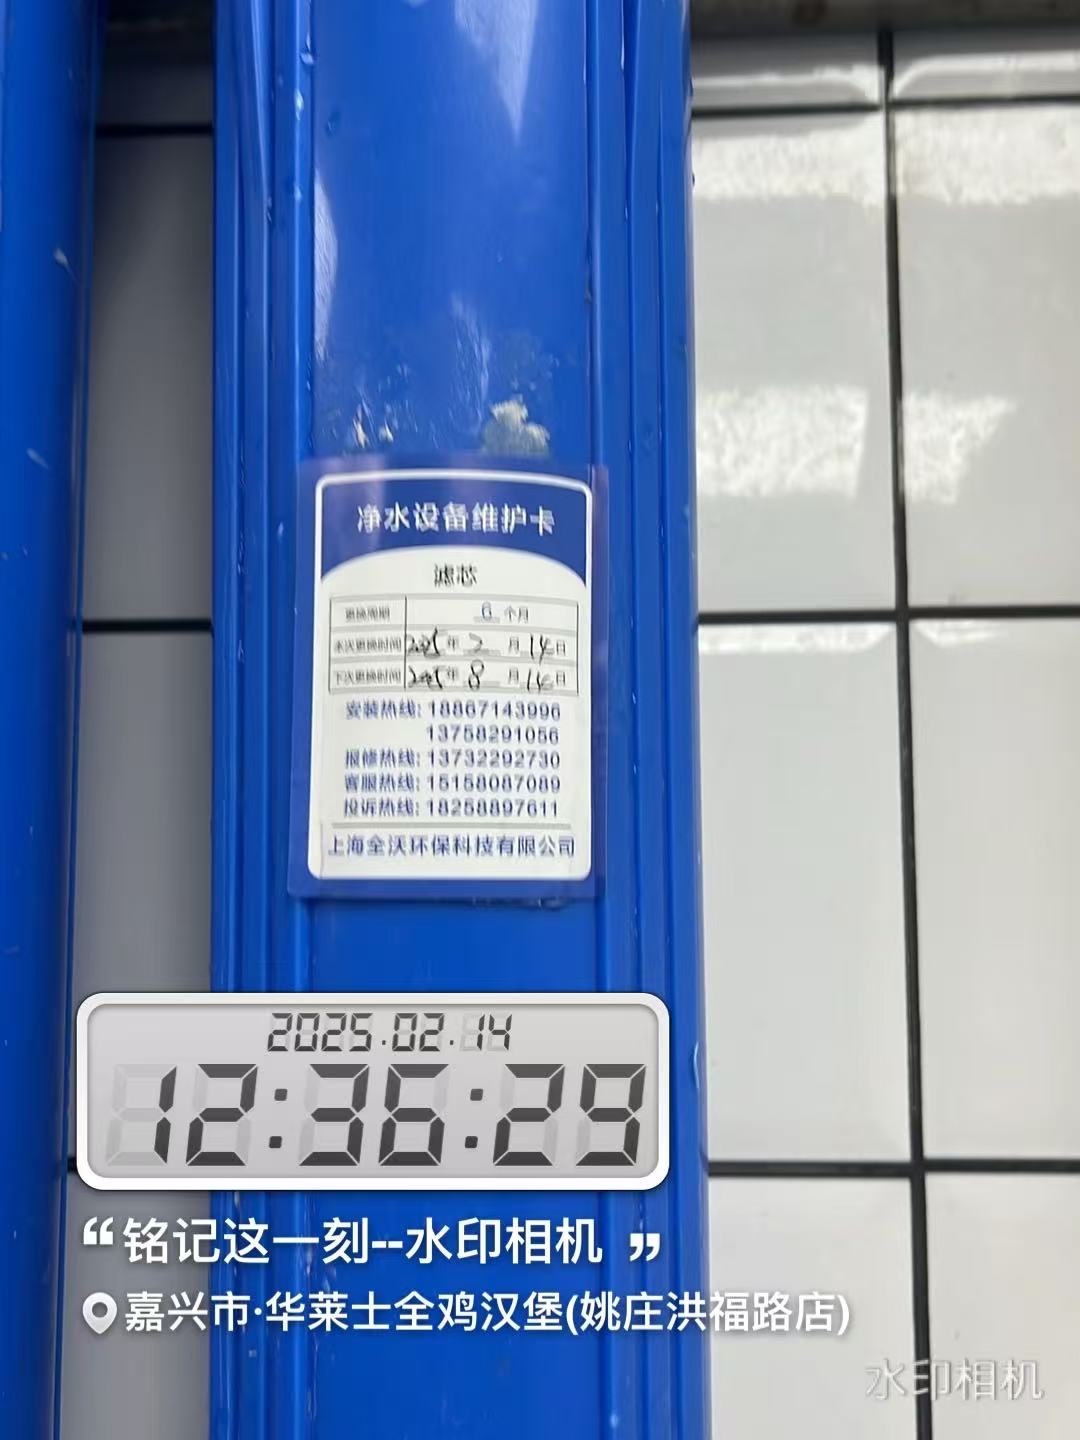 净水设备维护卡
滤芯
更换周期 6 个月
本次更换时间 2025年 2 月 14日
下次更换时间 2025年 8 月 14日
安装热线: 18867143996
13758291056
报修热线: 13732292730
客服热线: 15158087089
投诉热线: 18258897611
上海全沃环保科技有限公司
2025.02.14
12:36:29
“铭记这一刻--水印相机 ”
嘉兴市·华莱士全鸡汉堡(姚庄洪福路店)
水印相机